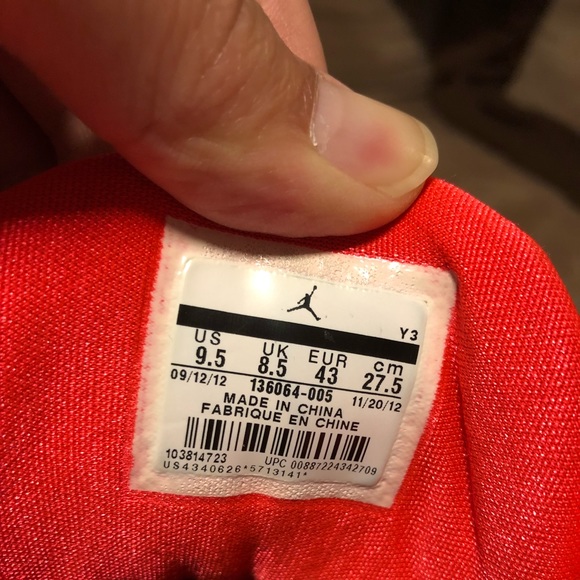 Y3
US UK EUR cm
9.5 8.5 43 27.5
09/12/12 136064-005 11/20/12
MADE IN CHINA
FABRIQUE EN CHINE
103814723 UPC 00887224342709
US4340626*5713141*